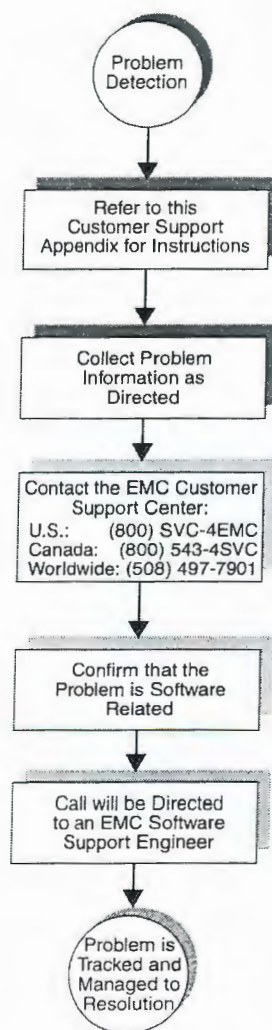 Problem
Detection
Refer to this
Customer Support
Appendix for Instructions
Collect Problem
Information as
Directed
Contact the EMC Customer
Support Center:
U.S.: (800) SVC-4EMC
Canada: (800) 543-4SVC
Worldwide: (508) 497-7901
Confirm that the
Problem is Software
Related
Call will be Directed
to an EMC Software
Support Engineer
Problem is
Tracked and
Managed to
Resolution